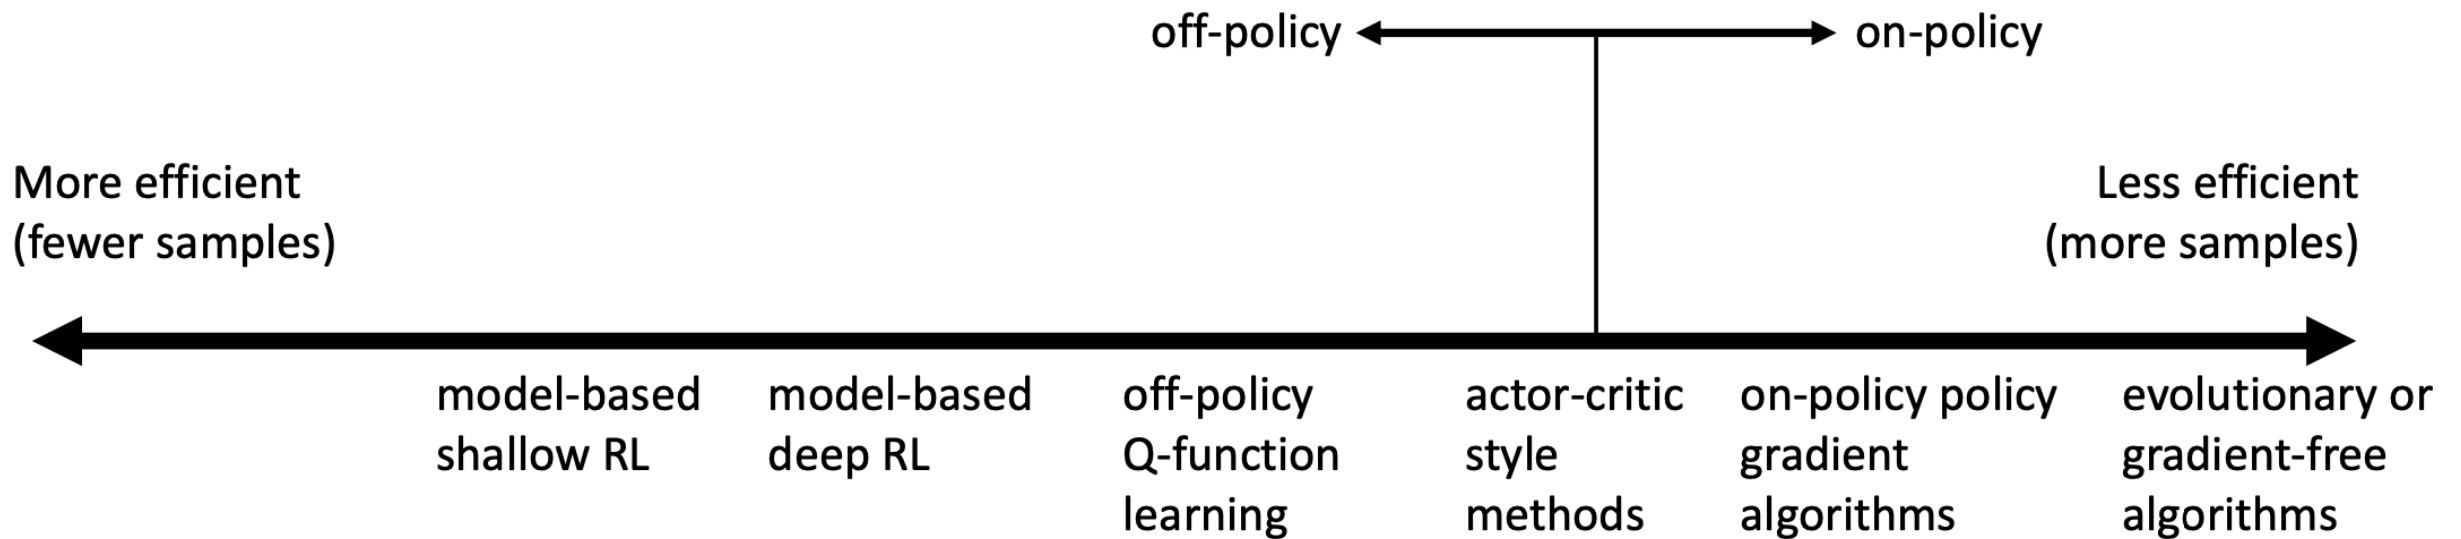 off-policy
on-policy
More efficient
(fewer samples)
Less efficient
(more samples)
model-based
shallow RL
model-based
deep RL
off-policy
Q-function
learning
actor-critic
style
methods
on-policy policy
gradient
algorithms
evolutionary or
gradient-free
algorithms